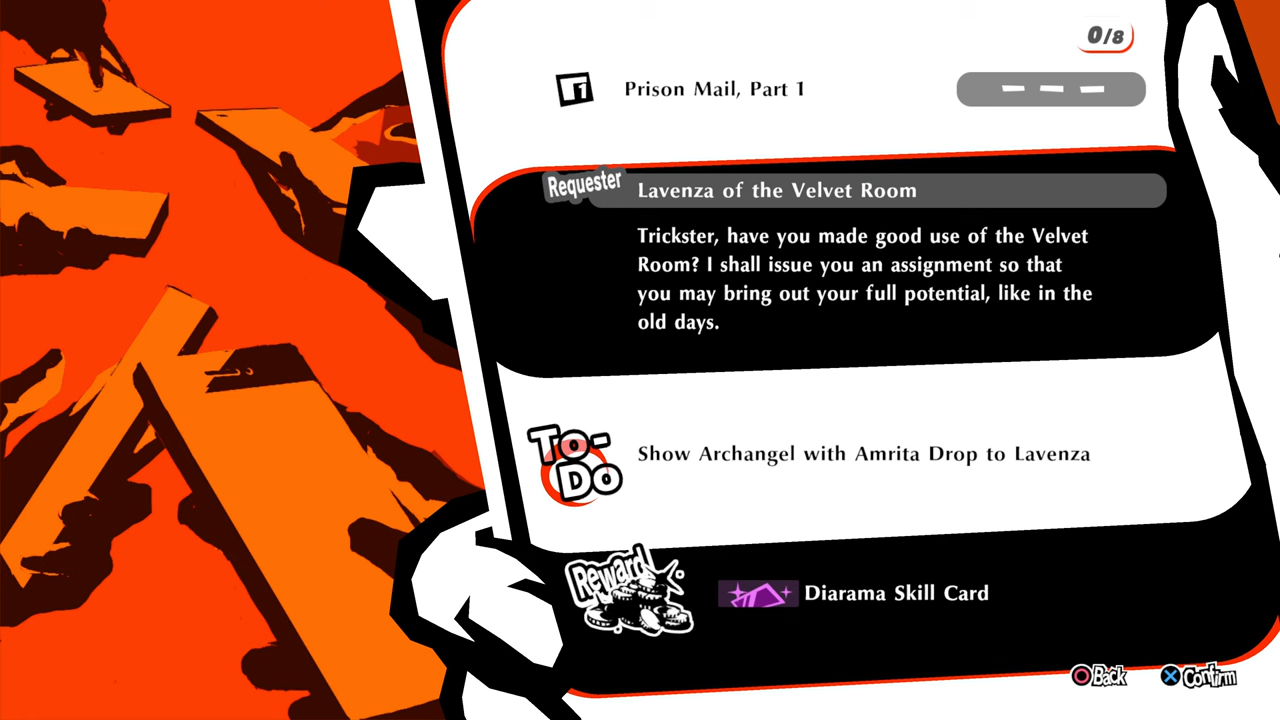 0/8
1
Prison Mail, Part 1
Requester
Lavenza of the Velvet Room
Trickster, have you made good use of the Velvet
Room? I shall issue you an assignment so that
you may bring out your full potential, like in the
old days.
To-
Do
Show Archangel with Amrita Drop to Lavenza
Reward
Diarama Skill Card
Back
Confirm